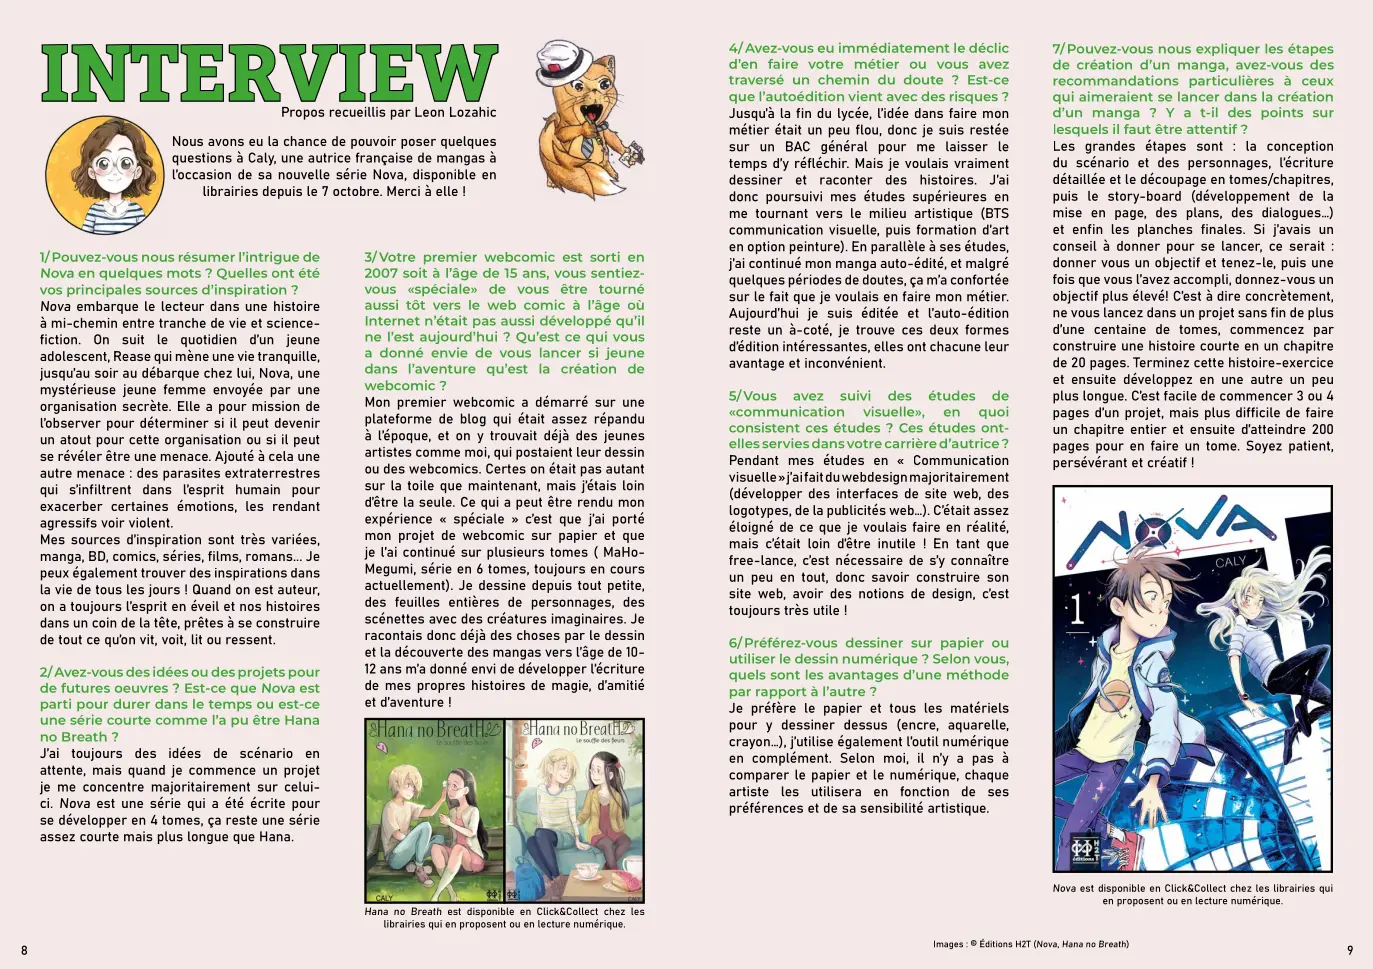 INTERVIEW
Propos recueillis par Leon Lozahic
Nous avons eu la chance de pouvoir poser quelques
questions à Caly, une autrice française de mangas à
l'occasion de sa nouvelle série Nova, disponible en
librairies depuis le 7 octobre. Merci à elle !
1/ Pouvez-vous nous résumer l'intrigue de
Nova en quelques mots ? Quelles ont été
vos principales sources d'inspiration ?
Nova embarque le lecteur dans une histoire
à mi-chemin entre tranche de vie et science-
fiction. On suit le quotidien d'un jeune
adolescent, Rease qui mène une vie tranquille,
jusqu'au soir au débarque chez lui, Nova, une
mystérieuse jeune femme envoyée par une
organisation secrète. Elle a pour mission de
l'observer pour déterminer si il peut devenir
un atout pour cette organisation ou si il peut
se révéler être une menace. Ajouté à cela une
autre menace : des parasites extraterrestres
qui s'infiltrent dans l'esprit humain pour
exacerber certaines émotions, les rendant
agressifs voir violent.
Mes sources d'inspiration sont très variées,
manga, BD, comics, séries, films, romans... Je
peux également trouver des inspirations dans
la vie de tous les jours ! Quand on est auteur,
on a toujours l'esprit en éveil et nos histoires
dans un coin de la tête, prêtes à se construire
de tout ce qu'on vit, voit, lit ou ressent.
2/ Avez-vous des idées ou des projets pour
de futures oeuvres ? Est-ce que Nova est
parti pour durer dans le temps ou est-ce
une série courte comme l'a pu être Hana
no Breath ?
J'ai toujours des idées de scénario en
attente, mais quand je commence un projet
je me concentre majoritairement sur celui-
ci. Nova est une série qui a été écrite pour
se développer en 4 tomes, ça reste une série
assez courte mais plus longue que Hana.
3/ Votre premier webcomic est sorti en
2007 soit à l'âge de 15 ans, vous sentiez-
vous «spéciale» de vous être tourné
aussi tôt vers le web comic à l'âge où
Internet n'était pas aussi développé qu'il
ne l'est aujourd'hui ? Qu'est ce qui vous
a donné envie de vous lancer si jeune
dans l'aventure qu'est la création de
webcomic ?
Mon premier webcomic a démarré sur une
plateforme de blog qui était assez répandu
à l'époque, et on y trouvait déjà des jeunes
artistes comme moi, qui postaient leur dessin
ou des webcomics. Certes on était pas autant
sur la toile que maintenant, mais j'étais loin
d'être la seule. Ce qui a peut être rendu mon
expérience « spéciale » c'est que j'ai porté
mon projet de webcomic sur papier et que
je l'ai continué sur plusieurs tomes ( MaHo-
Megumi, série en 6 tomes, toujours en cours
actuellement). Je dessine depuis tout petite,
des feuilles entières de personnages, des
scénettes avec des créatures imaginaires. Je
racontais donc déjà des choses par le dessin
et la découverte des mangas vers l'âge de 10-
12 ans m'a donné envi de développer l'écriture
de mes propres histoires de magie, d'amitié
et d'aventure !
Hana no BreatH
le souffle des fleurs
CALY
Hana no BreatH2
le souffle des fleurs
CALY
Hana no Breath est disponible en Click&Collect chez les
librairies qui en proposent ou en lecture numérique.
8
4/ Avez-vous eu immédiatement le déclic
d'en faire votre métier ou vous avez
traversé un chemin du doute ? Est-ce
que l'autoédition vient avec des risques ?
Jusqu'à la fin du lycée, l'idée dans faire mon
métier était un peu flou, donc je suis restée
sur un BAC général pour me laisser le
temps d'y réfléchir. Mais je voulais vraiment
dessiner et raconter des histoires. J'ai
donc poursuivi mes études supérieures en
me tournant vers le milieu artistique (BTS
communication visuelle, puis formation d'art
en option peinture). En parallèle à ses études,
j'ai continué mon manga auto-édité, et malgré
quelques périodes de doutes, ça m'a confortée
sur le fait que je voulais en faire mon métier.
Aujourd'hui je suis éditée et l'auto-édition
reste un à-coté, je trouve ces deux formes
d'édition intéressantes, elles ont chacune leur
avantage et inconvénient.
5/ Vous avez suivi des études de
«communication visuelle», en quoi
consistent ces études ? Ces études ont-
elles servies dans votre carrière d'autrice ?
Pendant mes études en « Communication
visuelle » j'ai fait du webdesign majoritairement
(développer des interfaces de site web, des
logotypes, de la publicités web...). C'était assez
éloigné de ce que je voulais faire en réalité,
mais c'était loin d'être inutile ! En tant que
free-lance, c'est nécessaire de s'y connaître
un peu en tout, donc savoir construire son
site web, avoir des notions de design, c'est
toujours très utile !
6/ Préférez-vous dessiner sur papier ou
utiliser le dessin numérique ? Selon vous,
quels sont les avantages d'une méthode
par rapport à l'autre ?
Je préfère le papier et tous les matériels
pour y dessiner dessus (encre, aquarelle,
crayon...), j'utilise également l'outil numérique
en complément. Selon moi, il n'y a pas à
comparer le papier et le numérique, chaque
artiste les utilisera en fonction de ses
préférences et de sa sensibilité artistique.
7/ Pouvez-vous nous expliquer les étapes
de création d'un manga, avez-vous des
recommandations particulières à ceux
qui aimeraient se lancer dans la création
d'un manga ? Y a t-il des points sur
lesquels il faut être attentif ?
Les grandes étapes sont : la conception
du scénario et des personnages, l'écriture
détaillée et le découpage en tomes/chapitres,
puis le story-board (développement de la
mise en page, des plans, des dialogues...)
et enfin les planches finales. Si j'avais un
conseil à donner pour se lancer, ce serait :
donner vous un objectif et tenez-le, puis une
fois que vous l'avez accompli, donnez-vous un
objectif plus élevé! C'est à dire concrètement,
ne vous lancez dans un projet sans fin de plus
d'une centaine de tomes, commencez par
construire une histoire courte en un chapitre
de 20 pages. Terminez cette histoire-exercice
et ensuite développez en une autre un peu
plus longue. C'est facile de commencer 3 ou 4
pages d'un projet, mais plus difficile de faire
un chapitre entier et ensuite d'atteindre 200
pages pour en faire un tome. Soyez patient,
persévérant et créatif !
NOVA
CALY
1
éditions H2T
Nova est disponible en Click&Collect chez les librairies qui
en proposent ou en lecture numérique.
Images : © Éditions H2T (Nova, Hana no Breath)
9